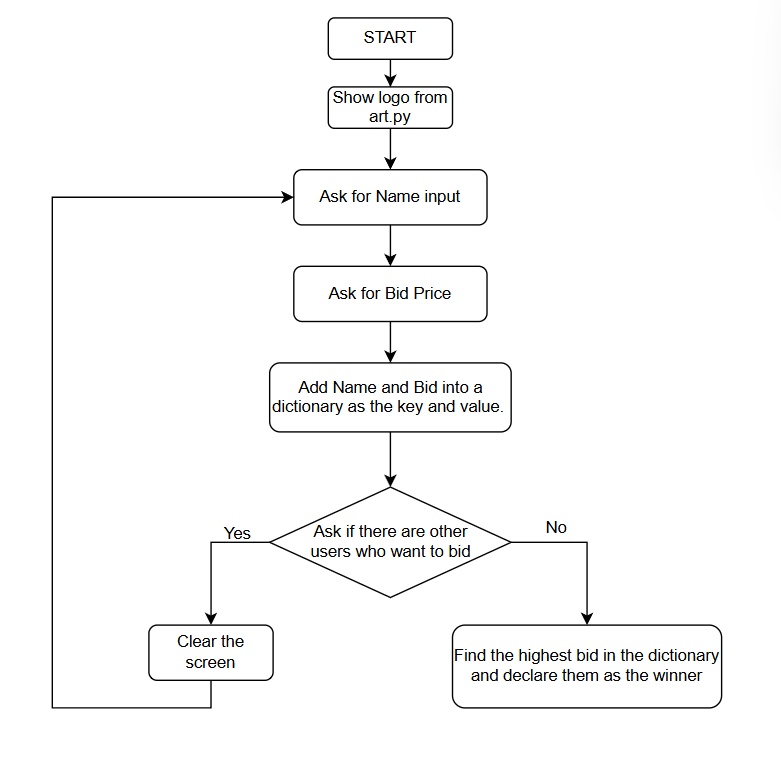 START
Show logo from
art.py
Ask for Name input
Ask for Bid Price
Add Name and Bid into a
dictionary as the key and value.
Ask if there are other
users who want to bid
Yes
No
Clear the
screen
Find the highest bid in the dictionary
and declare them as the winner